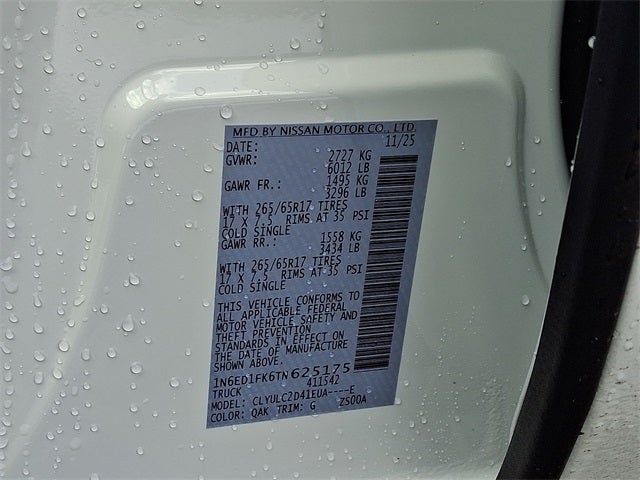 MFD BY NISSAN MOTOR CO., LTD.
DATE: 11/25
GVWR: 2727 KG
6012 LB
GAWR FR.: 1495 KG
3296 LB
WITH 265/65R17 TIRES
17 X 7.5 RIMS AT 35 PSI
COLD SINGLE
GAWR RR.: 1558 KG
3434 LB
WITH 265/65R17 TIRES
17 X 7.5 RIMS AT 35 PSI
COLD SINGLE
THIS VEHICLE CONFORMS TO
ALL APPLICABLE FEDERAL
MOTOR VEHICLE SAFETY AND
THEFT PREVENTION
STANDARDS IN EFFECT ON
THE DATE OF MANUFACTURE
SHOWN ABOVE.
1N6ED1FK6TN625175
TRUCK 411542
MODEL: CLYULC2D41EUA----E
COLOR: QAK TRIM: G ZS00A